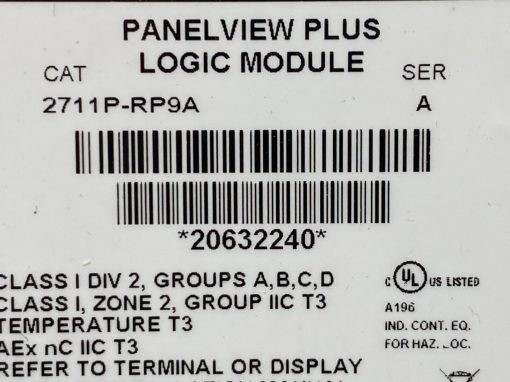 PANELVIEW PLUS
LOGIC MODULE
CAT
SER
2711P-RP9A
A
*20632240*
CLASS I DIV 2, GROUPS A,B,C,D
CLASS I, ZONE 2, GROUP IIC T3
TEMPERATURE T3
AEx nC IIC T3
REFER TO TERMINAL OR DISPLAY
C UL US LISTED
A196
IND. CONT. EQ.
FOR HAZ. LOC.